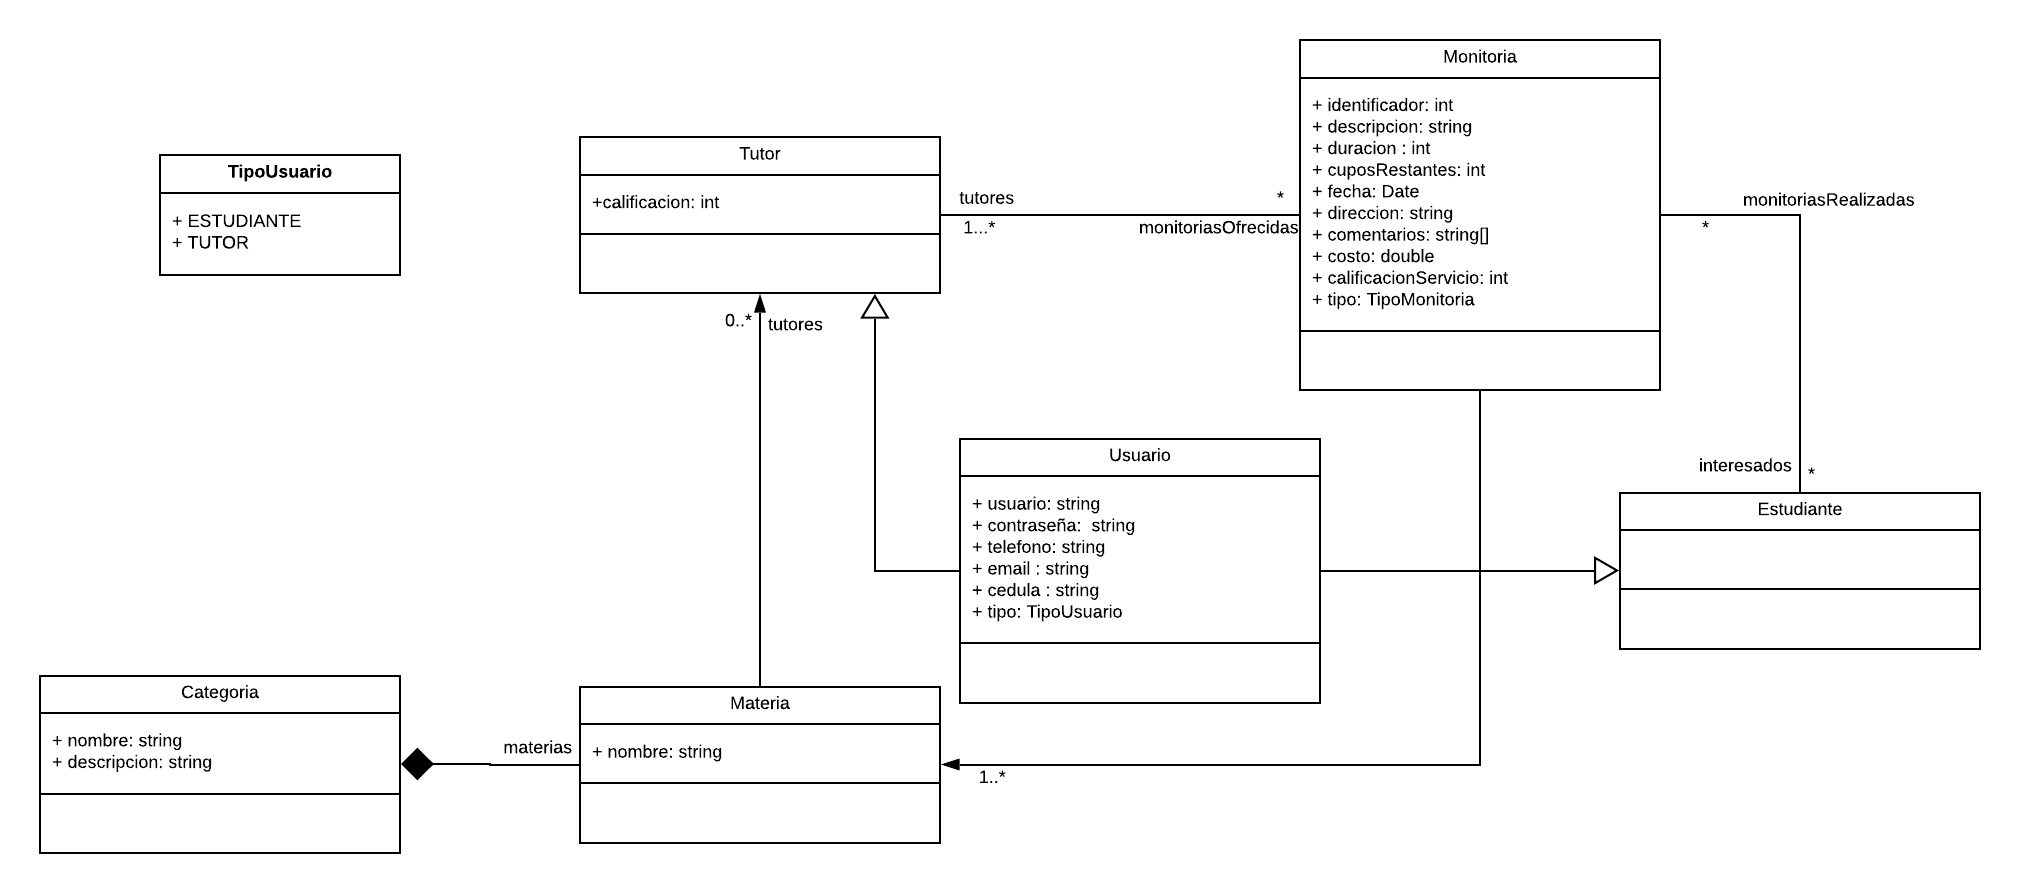 TipoUsuario
+ ESTUDIANTE
+ TUTOR
Tutor
+calificacion: int
tutores
1...*
*
monitoriasOfrecidas
Monitoria
+ identificador: int
+ descripcion: string
+ duracion : int
+ cuposRestantes: int
+ fecha: Date
+ direccion: string
+ comentarios: string[]
+ costo: double
+ calificacionServicio: int
+ tipo: TipoMonitoria
monitoriasRealizadas
*
0..*
tutores
Usuario
+ usuario: string
+ contraseña:  string
+ telefono: string
+ email : string
+ cedula : string
+ tipo: TipoUsuario
interesados
*
Estudiante
Categoria
+ nombre: string
+ descripcion: string
materias
Materia
+ nombre: string
1..*